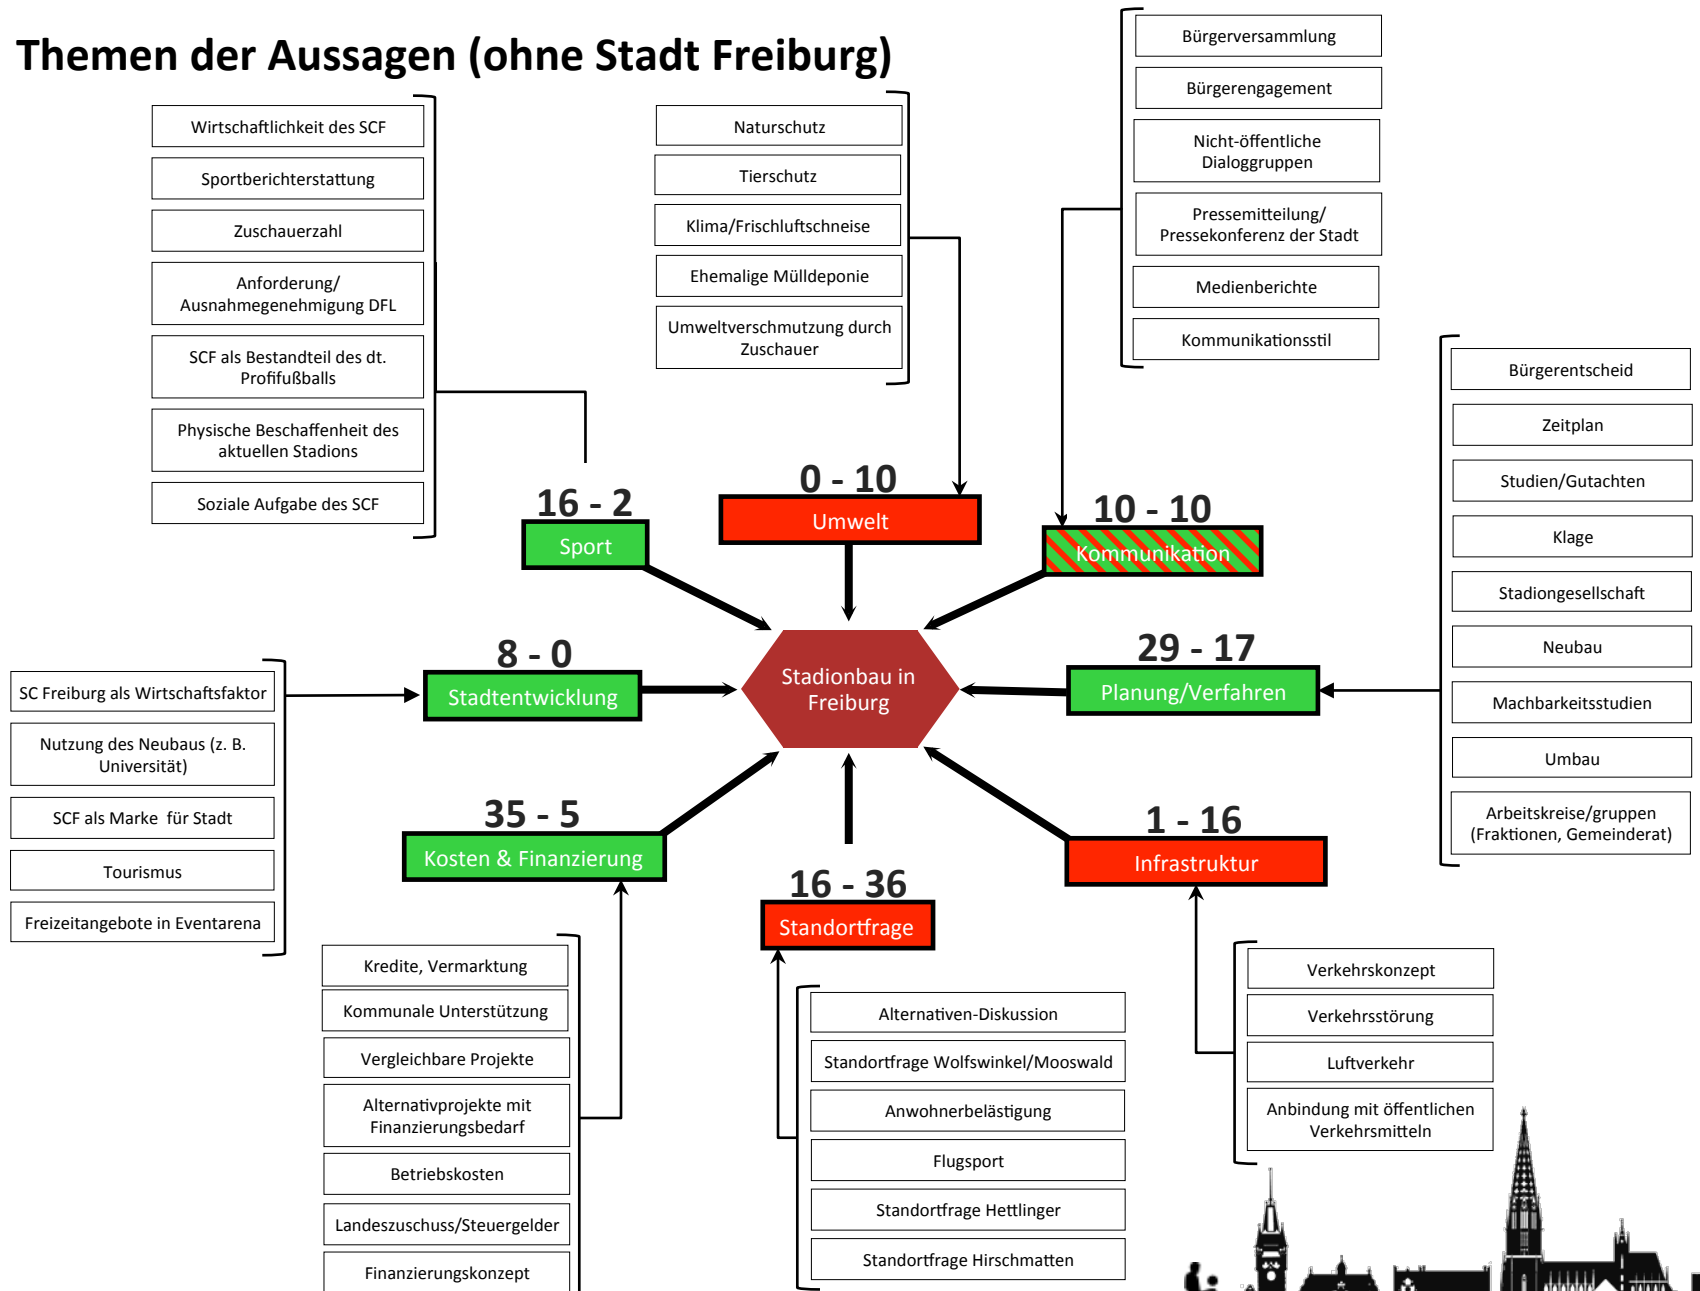 Themen der Aussagen (ohne Stadt Freiburg)
Wirtschaftlichkeit des SCF
Sportberichterstattung
Zuschauerzahl
Anforderung/
Ausnahmegenehmigung DFL
SCF als Bestandteil des dt.
Profifußballs
Physische Beschaffenheit des
aktuellen Stadions
Soziale Aufgabe des SCF
16 - 2
Sport
Naturschutz
Tierschutz
Klima/Frischluftschneise
Ehemalige Mülldeponie
Umweltverschmutzung durch
Zuschauer
0 - 10
Umwelt
Bürgerversammlung
Bürgerengagement
Nicht-öffentliche
Dialoggruppen
Pressemitteilung/
Pressekonferenz der Stadt
Medienberichte
Kommunikationsstil
10 - 10
Kommunikation
Bürgerentscheid
Zeitplan
Studien/Gutachten
Klage
Stadiongesellschaft
Neubau
Machbarkeitsstudien
Umbau
Arbeitskreise/gruppen
(Fraktionen, Gemeinderat)
29 - 17
Planung/Verfahren
Stadionbau in
Freiburg
8 - 0
Stadtentwicklung
SC Freiburg als Wirtschaftsfaktor
Nutzung des Neubaus (z. B.
Universität)
SCF als Marke für Stadt
Tourismus
Freizeitangebote in Eventarena
35 - 5
Kosten & Finanzierung
Kredite, Vermarktung
Kommunale Unterstützung
Vergleichbare Projekte
Alternativprojekte mit
Finanzierungsbedarf
Betriebskosten
Landeszuschuss/Steuergelder
Finanzierungskonzept
16 - 36
Standortfrage
Alternativen-Diskussion
Standortfrage Wolfswinkel/Mooswald
Anwohnerbelästigung
Flugsport
Standortfrage Hettlinger
Standortfrage Hirschmatten
1 - 16
Infrastruktur
Verkehrskonzept
Verkehrsstörung
Luftverkehr
Anbindung mit öffentlichen
Verkehrsmitteln